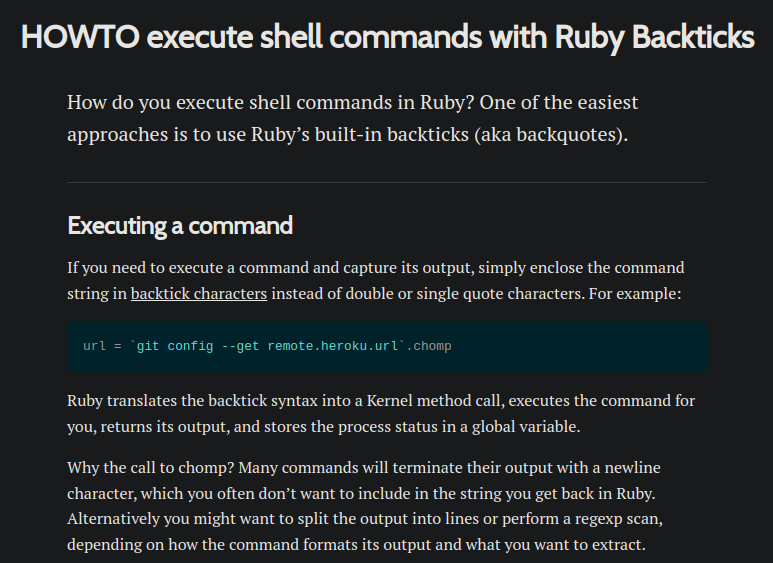 HOWTO execute shell commands with Ruby Backticks
How do you execute shell commands in Ruby? One of the easiest
approaches is to use Ruby’s built-in backticks (aka backquotes).
Executing a command
If you need to execute a command and capture its output, simply enclose the command
string in backtick characters instead of double or single quote characters. For example:
url = `git config --get remote.heroku.url`.chomp
Ruby translates the backtick syntax into a Kernel method call, executes the command for
you, returns its output, and stores the process status in a global variable.
Why the call to chomp? Many commands will terminate their output with a newline
character, which you often don’t want to include in the string you get back in Ruby.
Alternatively you might want to split the output into lines or perform a regexp scan,
depending on how the command formats its output and what you want to extract.